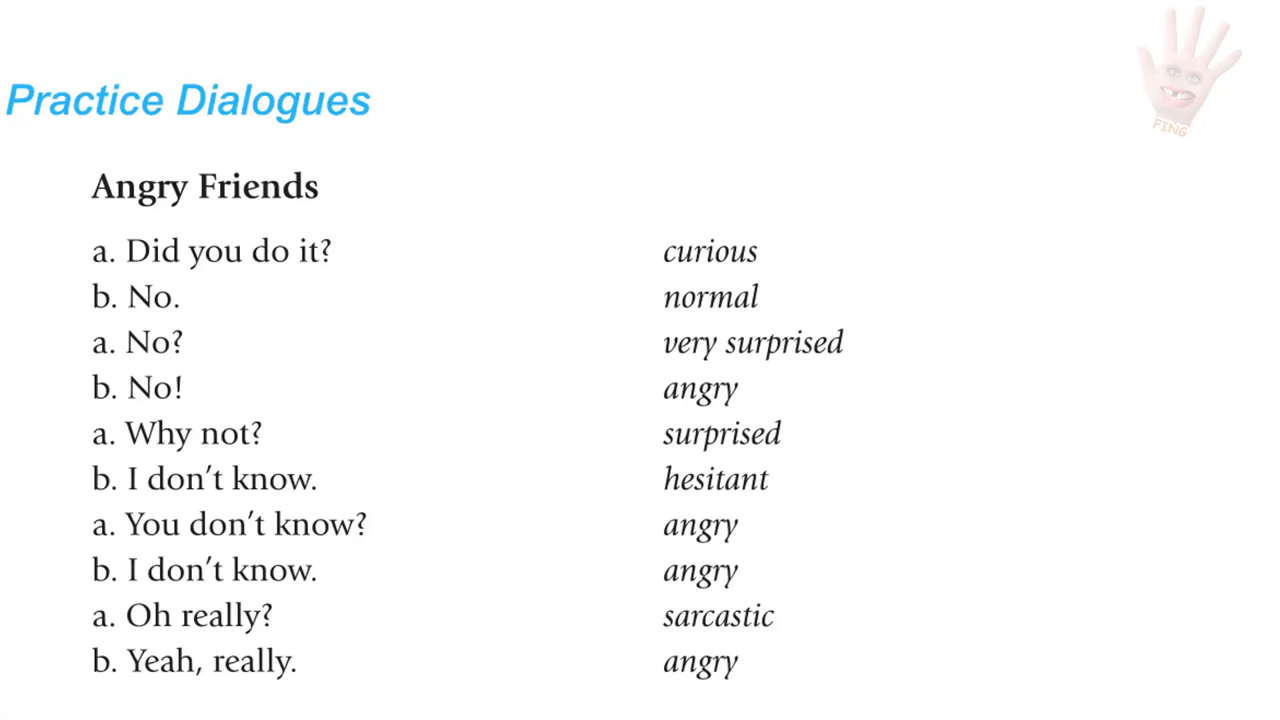 FING
Practice Dialogues
Angry Friends
a. Did you do it? curious
b. No. normal
a. No? very surprised
b. No! angry
a. Why not? surprised
b. I don’t know. hesitant
a. You don’t know? angry
b. I don’t know. angry
a. Oh really? sarcastic
b. Yeah, really. angry